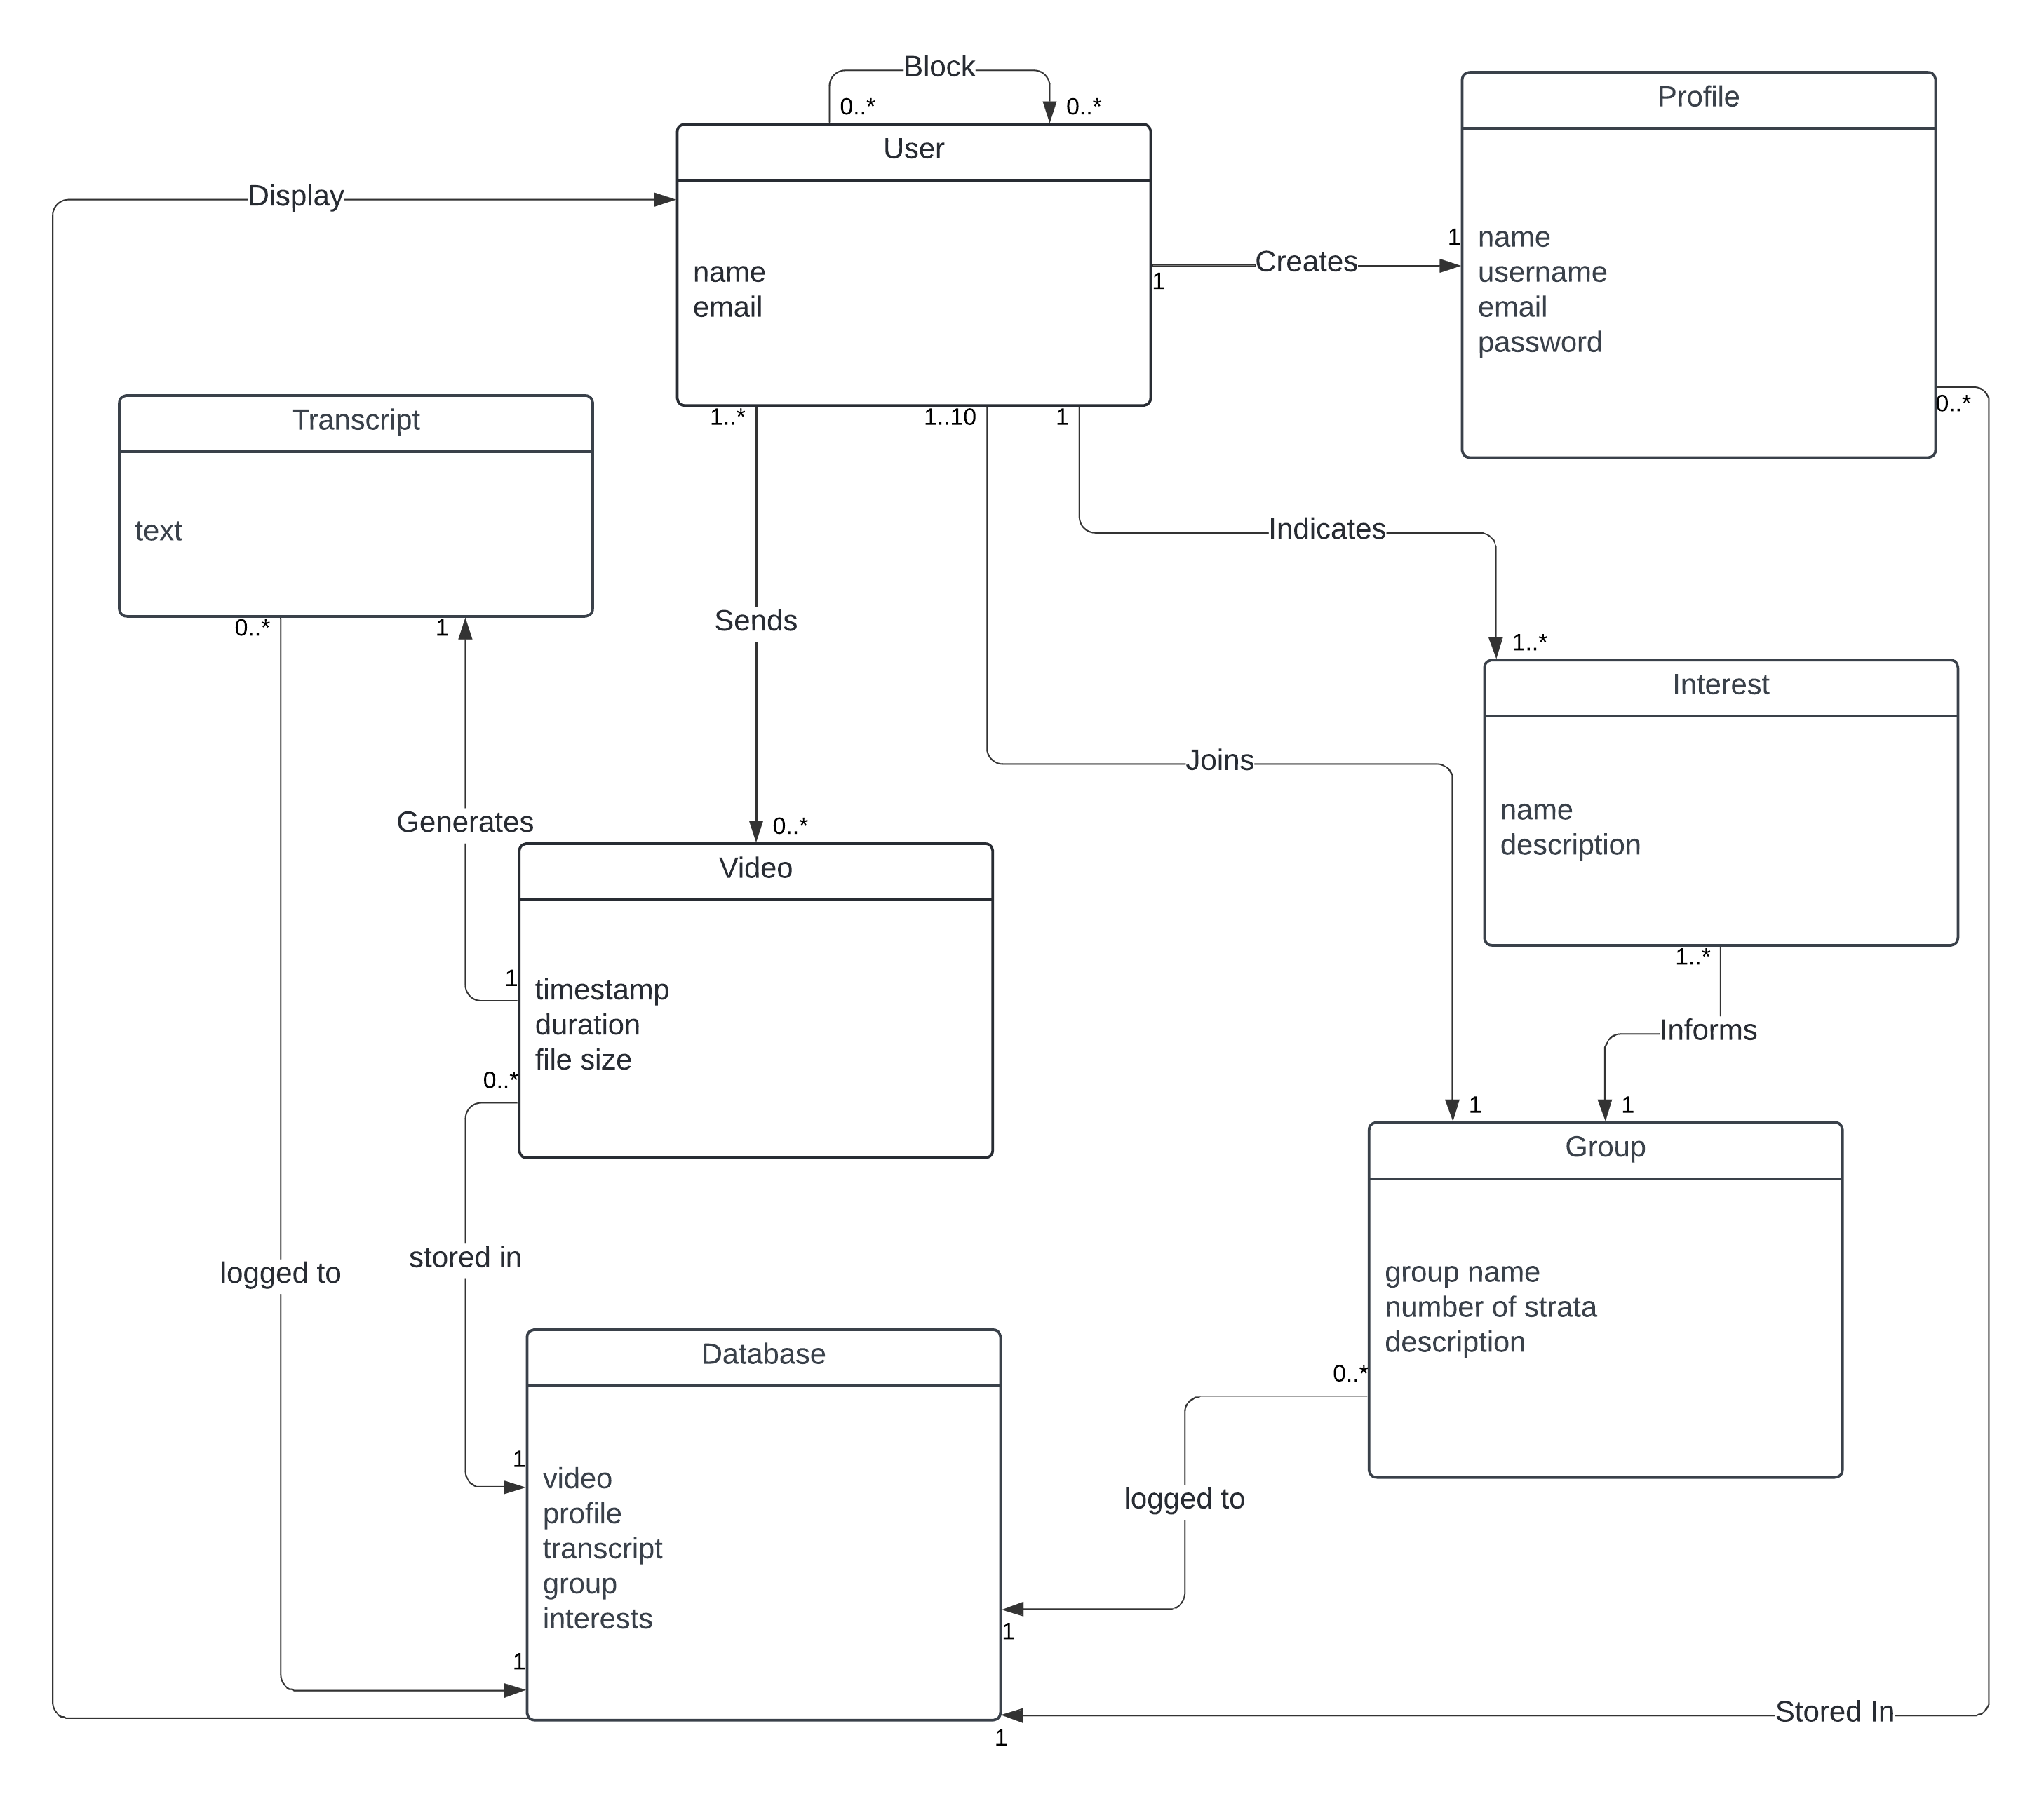 Block
0..*
0..*
User
name
email
Profile
name
username
email
password
Display
Creates
1
1
0..*
Transcript
text
1..*
1..10
1
Indicates
Sends
0..*
1
1..*
Interest
name
description
Joins
Generates
0..*
Video
timestamp
duration
file size
1
0..*
1..*
Informs
1
1
Group
group name
number of strata
description
0..*
stored in
logged to
Database
video
profile
transcript
group
interests
1
1
logged to
1
Stored In
1